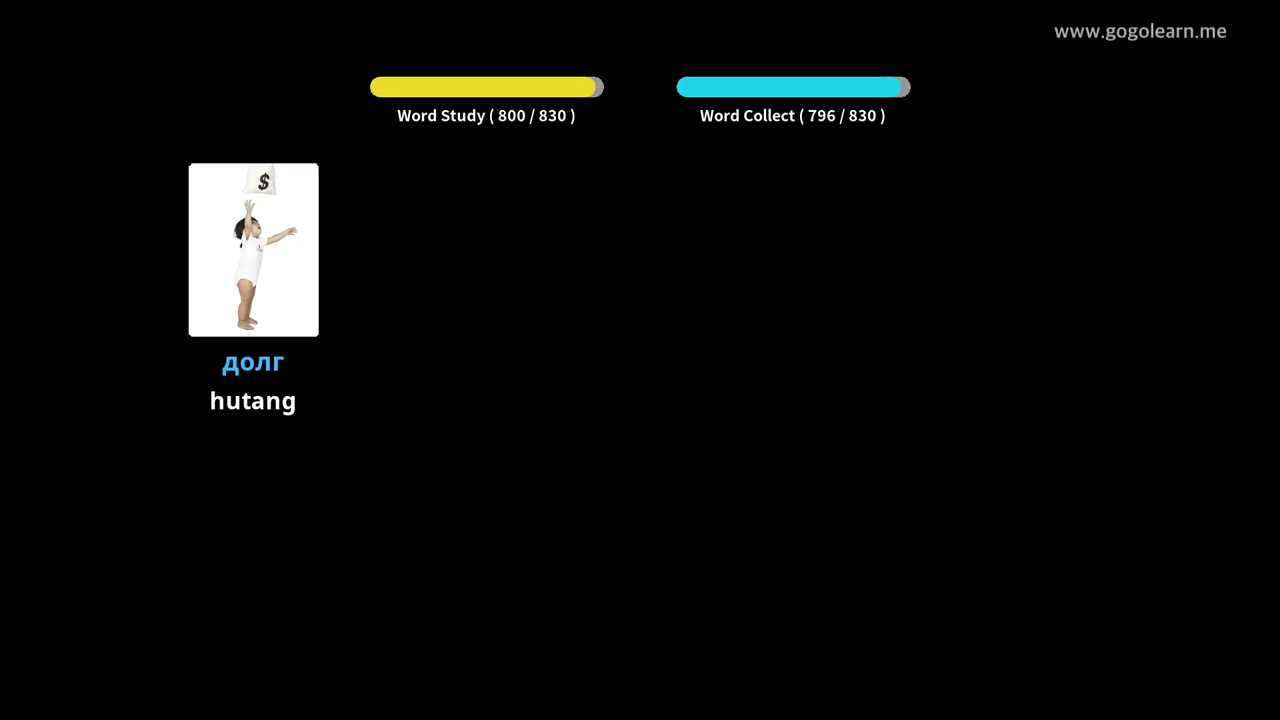 www.gogolearn.me
Word Study ( 800 / 830 )
Word Collect ( 796 / 830 )
$
долг
hutang